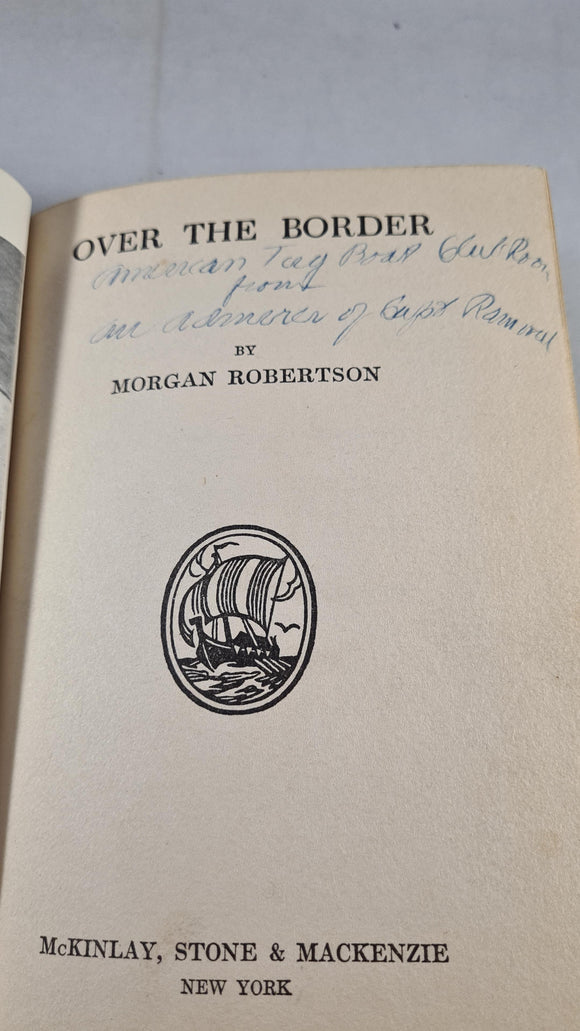 OVER THE BORDER
American Tug Boat Club Room
from
an admirer of Capt
BY
MORGAN ROBERTSON
McKINLAY, STONE & MACKENZIE
NEW YORK